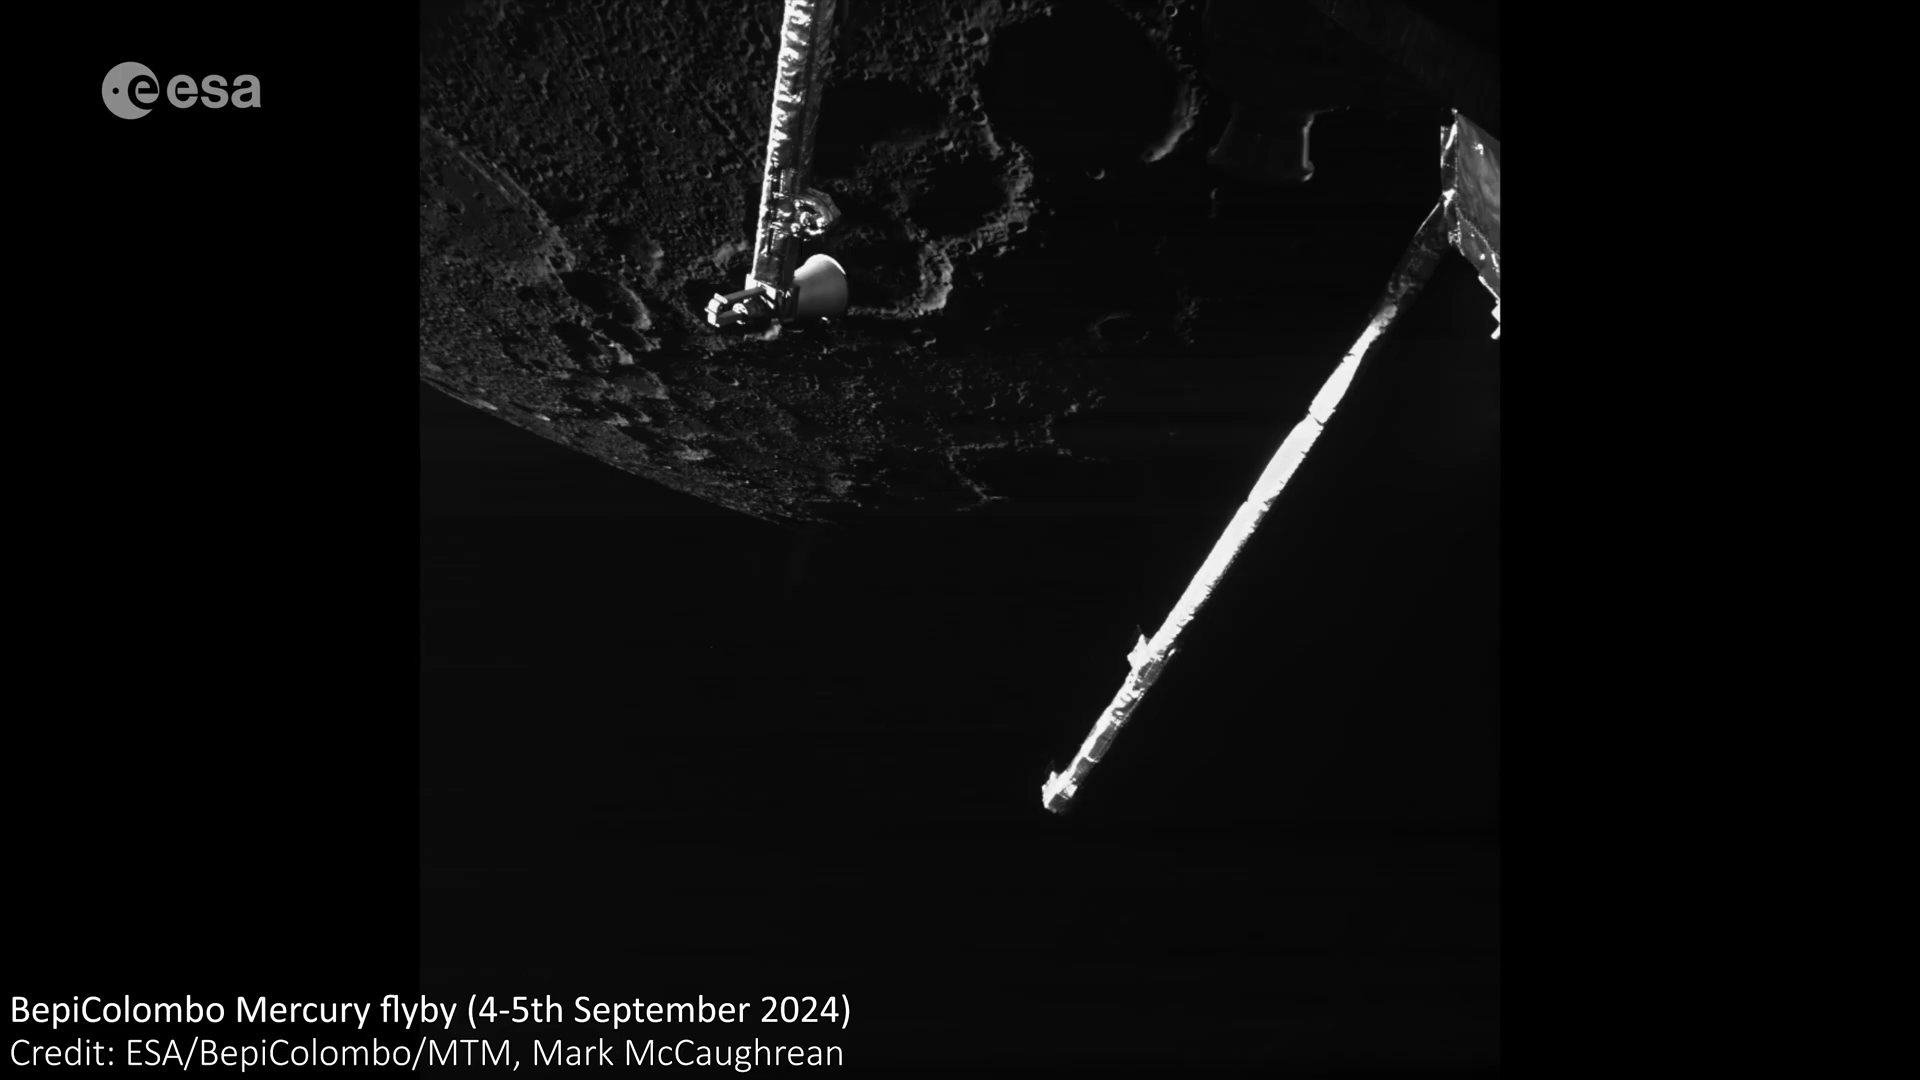 esa
BepiColombo Mercury flyby (4-5th September 2024)
Credit: ESA/BepiColombo/MTM, Mark McCaughrean